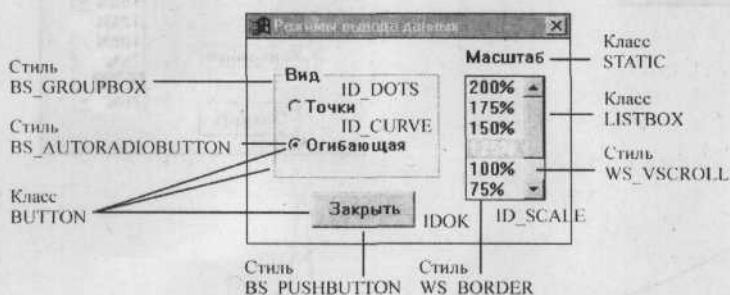 Режимы вывода данных
Стиль
BS_GROUPBOX
Стиль
BS_AUTORADIOBUTTON
Класс
BUTTON
Вид
ID_DOTS
Точки
ID_CURVE
Огибающая
Закрыть
IDOK
Масштаб
200%
175%
150%
100%
75%
ID_SCALE
Класс
STATIC
Класс
LISTBOX
Стиль
WS_VSCROLL
Стиль
BS_PUSHBUTTON
Стиль
WS_BORDER